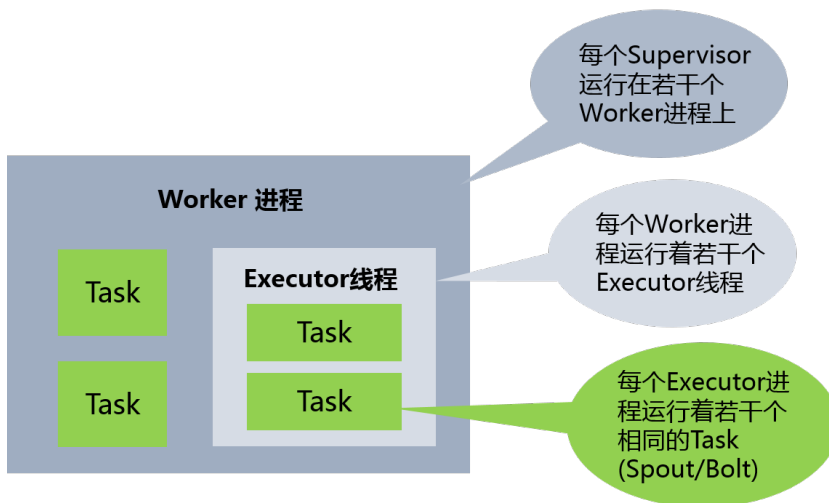 每个Supervisor
运行在若干个
Worker进程上
Worker 进程
每个Worker进
程运行着若干个
Executor线程
Executor线程
Task
Task
Task
Task
每个Executor进
程运行着若干个
相同的Task
(Spout/Bolt)